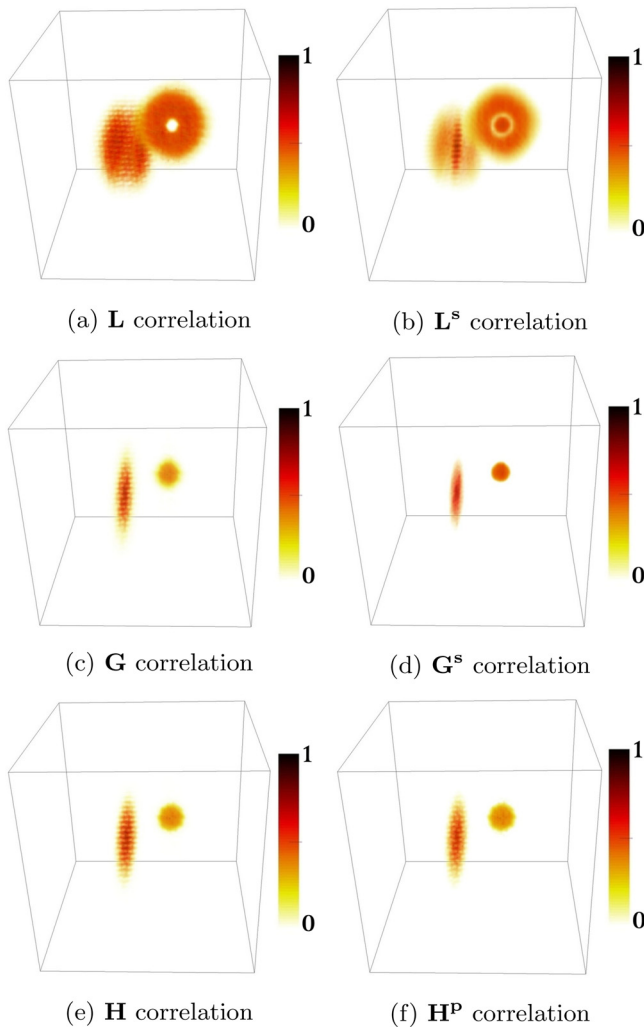 1
0
1
0
(a) L correlation
(b) Lˢ correlation
1
0
1
0
(c) G correlation
(d) Gˢ correlation
1
0
1
0
(e) H correlation
(f) Hᵖ correlation